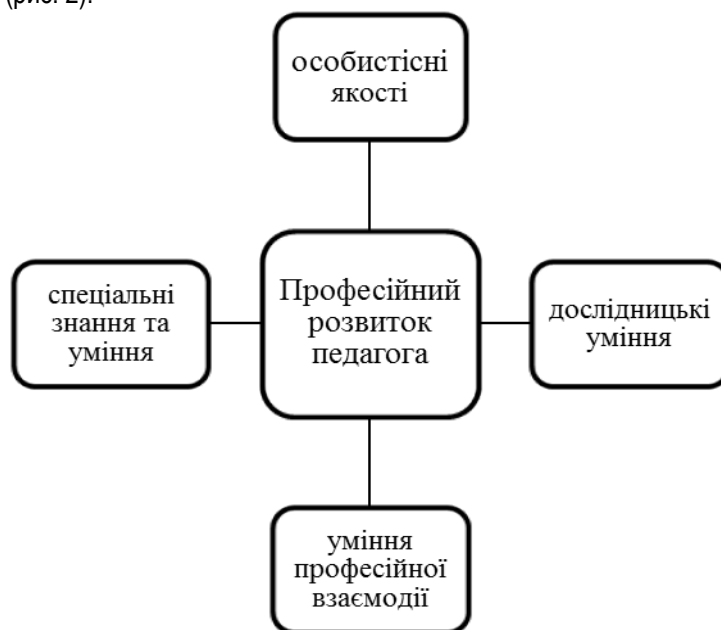 (рис. 2).
особистісні
якості
спеціальні
знання та
уміння
Професійний
розвиток
педагога
дослідницькі
уміння
уміння
професійної
взаємодії